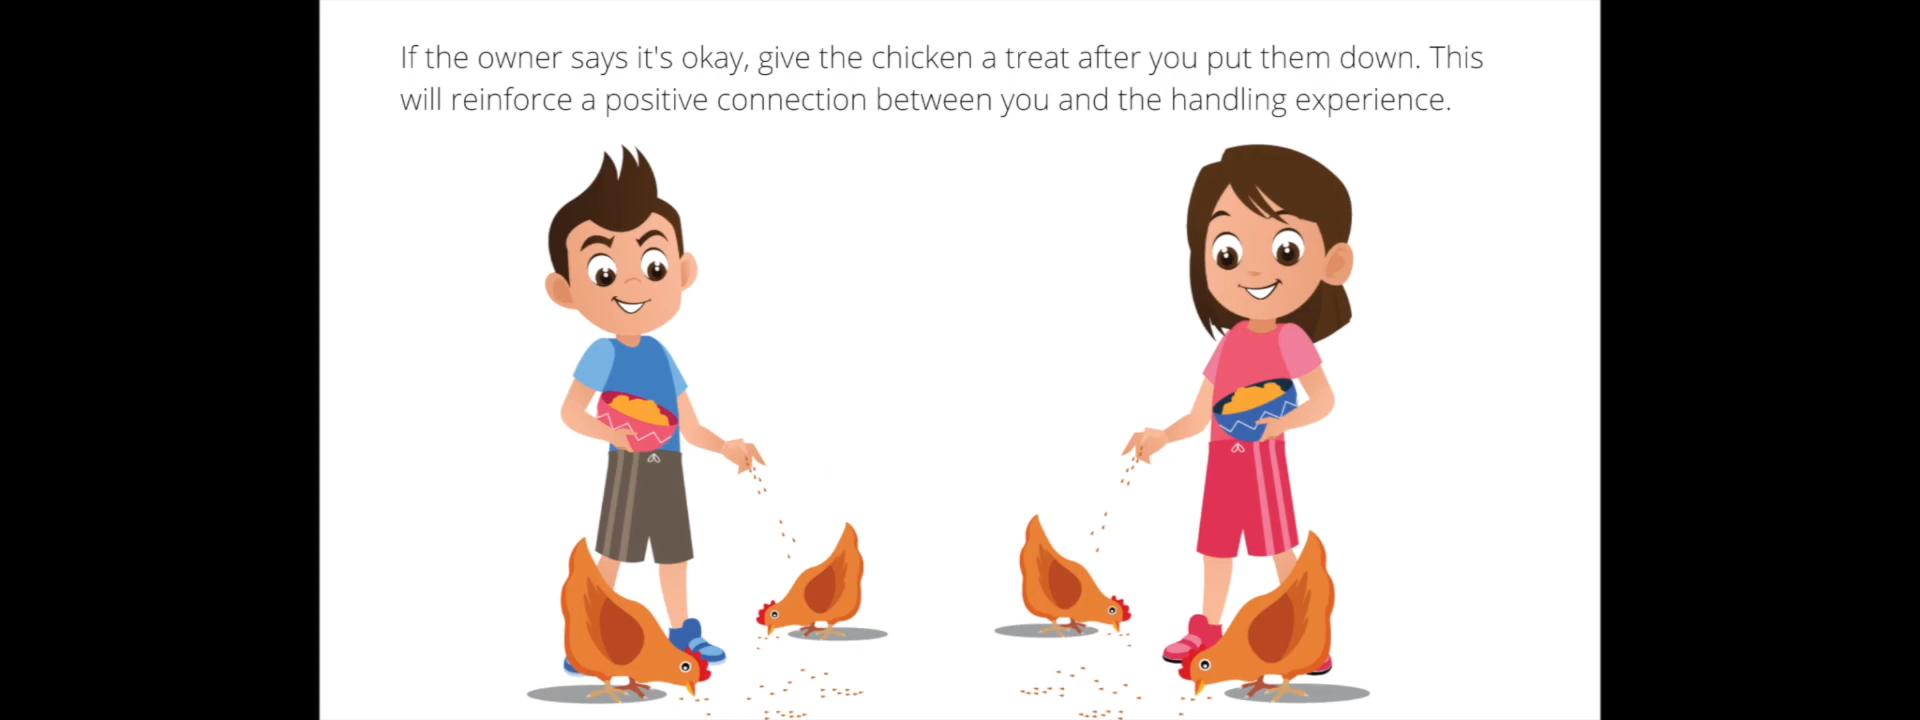 If the owner says it's okay, give the chicken a treat after you put them down. This
will reinforce a positive connection between you and the handling experience.